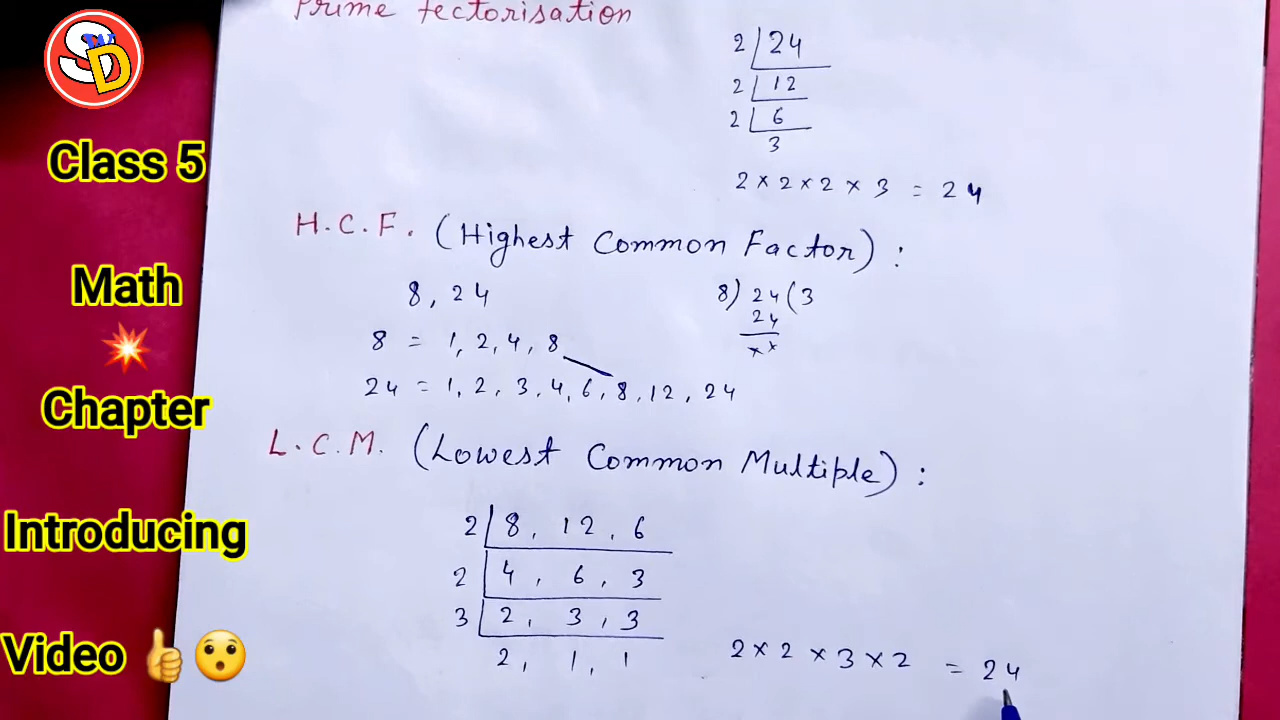 SWD
Class 5
Math
Chapter
Introducing
Video
Prime fectorisation
2 | 24
2 | 12
2 | 6
3
2 × 2 × 2 × 3 = 24
H.C.F. (Highest Common Factor) :
8, 24
8 = 1, 2, 4, 8
24 = 1, 2, 3, 4, 6, 8, 12, 24
8) 24 (3
24
××
L.C.M. (Lowest Common Multiple) :
2 | 8, 12, 6
2 | 4, 6, 3
3 | 2, 3, 3
2, 1, 1
2 × 2 × 3 × 2 = 24